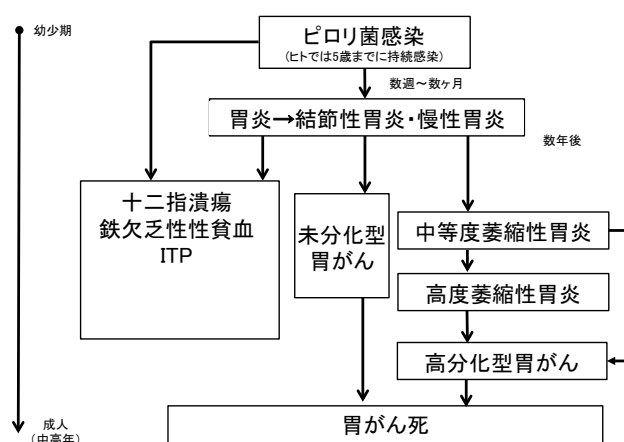 幼少期
ピロリ菌感染
(ヒトでは5歳までに持続感染)
数週～数ヶ月
胃炎→結節性胃炎・慢性胃炎
数年後
十二指潰瘍
鉄欠乏性性貧血
ITP
未分化型
胃がん
中等度萎縮性胃炎
高度萎縮性胃炎
高分化型胃がん
胃がん死
成人
(中高年)